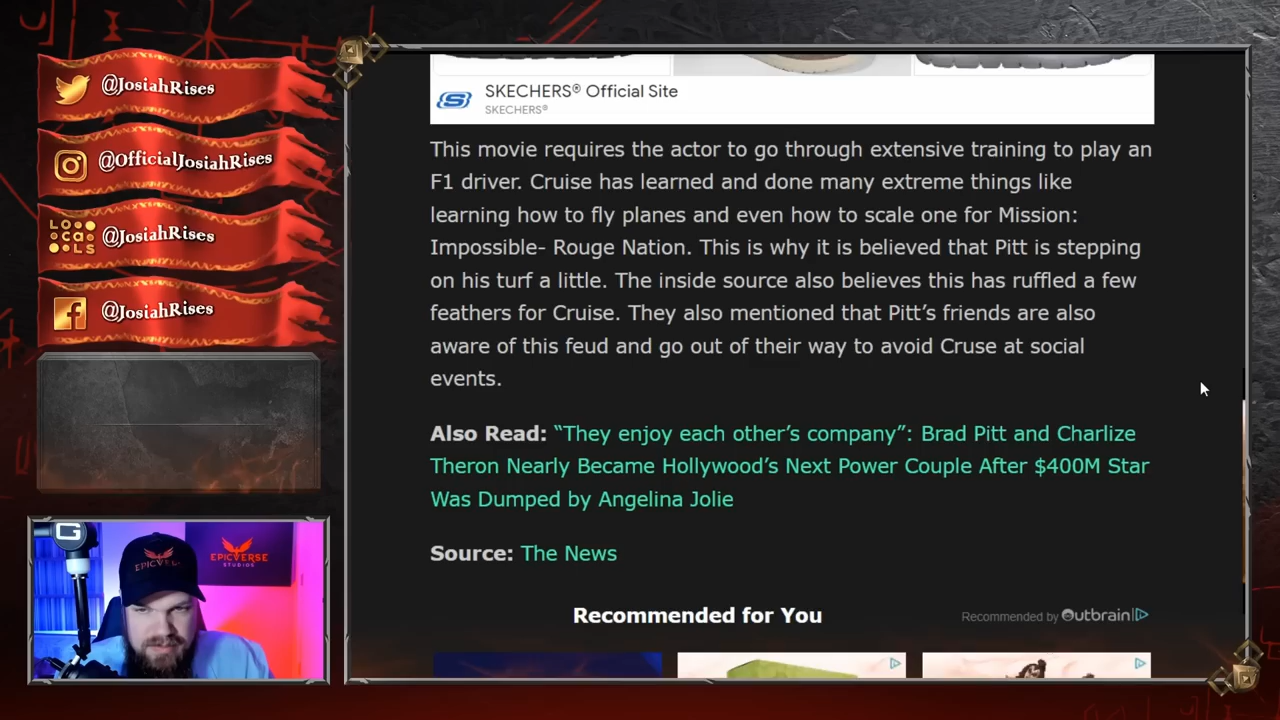 @JosiahRises
@OfficialJosiahRises
LOCALS
@JosiahRises
@JosiahRises
G
EPICVERSE
STUDIOS
SKECHERS® Official Site
SKECHERS®
This movie requires the actor to go through extensive training to play an
F1 driver. Cruise has learned and done many extreme things like
learning how to fly planes and even how to scale one for Mission:
Impossible- Rouge Nation. This is why it is believed that Pitt is stepping
on his turf a little. The inside source also believes this has ruffled a few
feathers for Cruise. They also mentioned that Pitt’s friends are also
aware of this feud and go out of their way to avoid Cruse at social
events.
Also Read: “They enjoy each other’s company”: Brad Pitt and Charlize
Theron Nearly Became Hollywood’s Next Power Couple After $400M Star
Was Dumped by Angelina Jolie
Source: The News
Recommended for You
Recommended by Outbrain